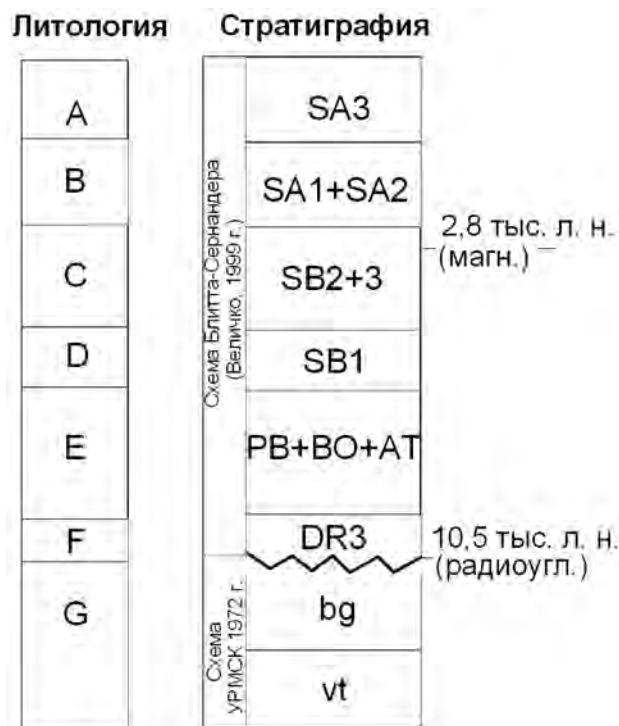 Литология
Стратиграфия
A
B
C
D
E
F
G
Схема Блитта-Сернандера
(Величко, 1999 г.)
Схема
УРМСК 1972 г.
SA3
SA1+SA2
SB2+3
SB1
PB+BO+AT
DR3
bg
vt
2,8 тыс. л. н.
(магн.)
10,5 тыс. л. н.
(радиоугл.)